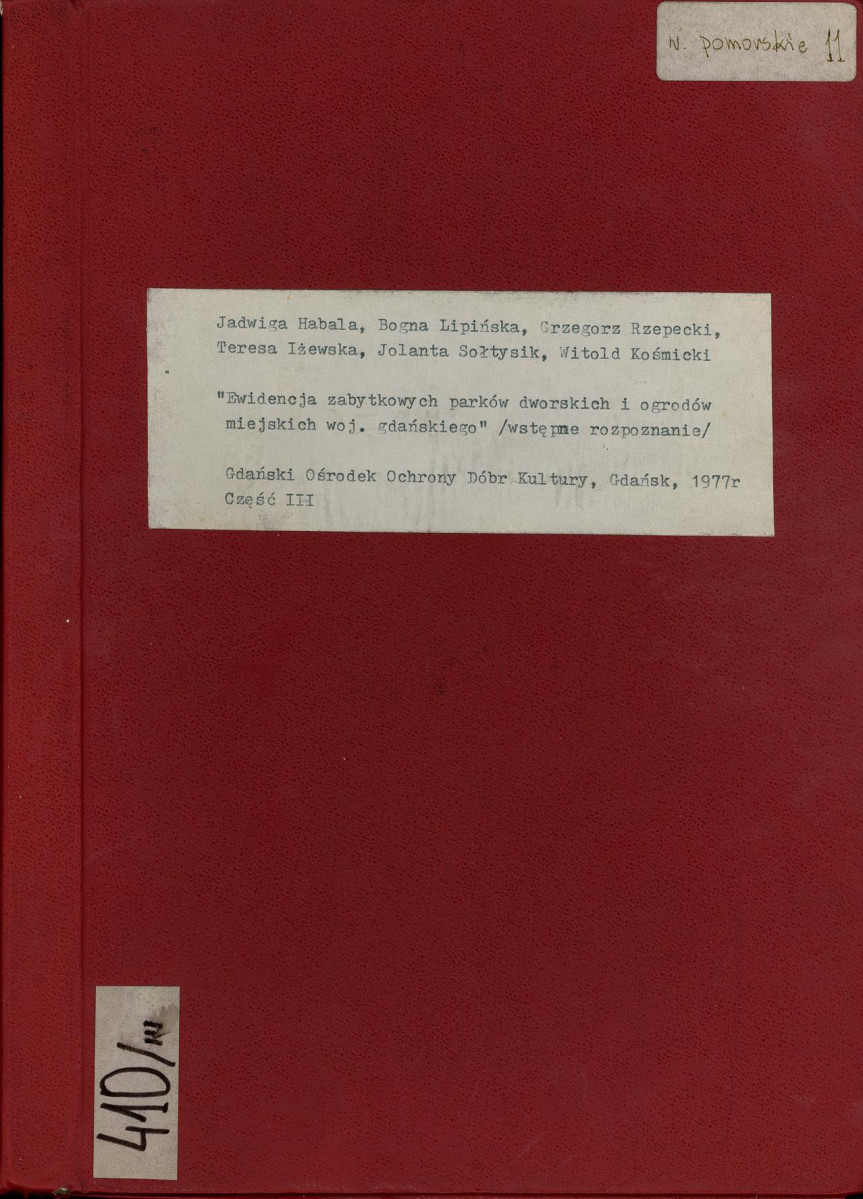 w. pomorskie 11
Jadwiga Habala, Bogna Lipińska, Grzegorz Rzepecki,
Teresa Iżewska, Jolanta Sołtysik, Witold Kośmicki
"Ewidencja zabytkowych parków dworskich i ogrodów
miejskich woj. gdańskiego" /wstępne rozpoznanie/
Gdański Ośrodek Ochrony Dóbr Kultury, Gdańsk, 1977r
Część III
410/III